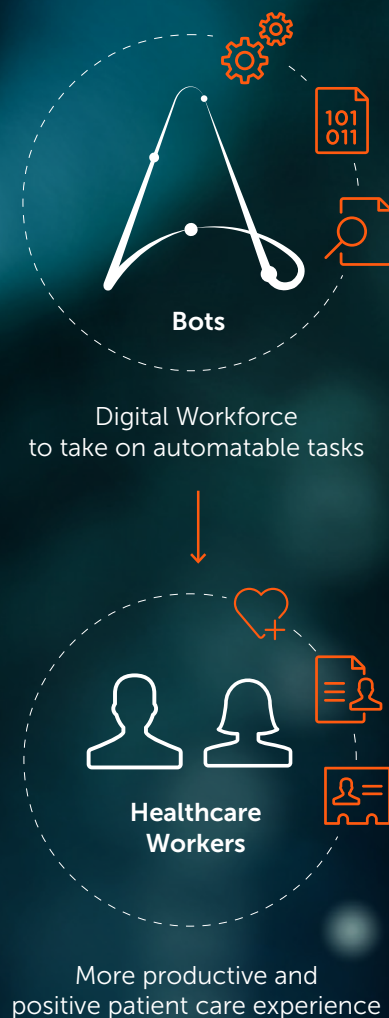 101
011
Bots
Digital Workforce
to take on automatable tasks
Healthcare
Workers
More productive and
positive patient care experience